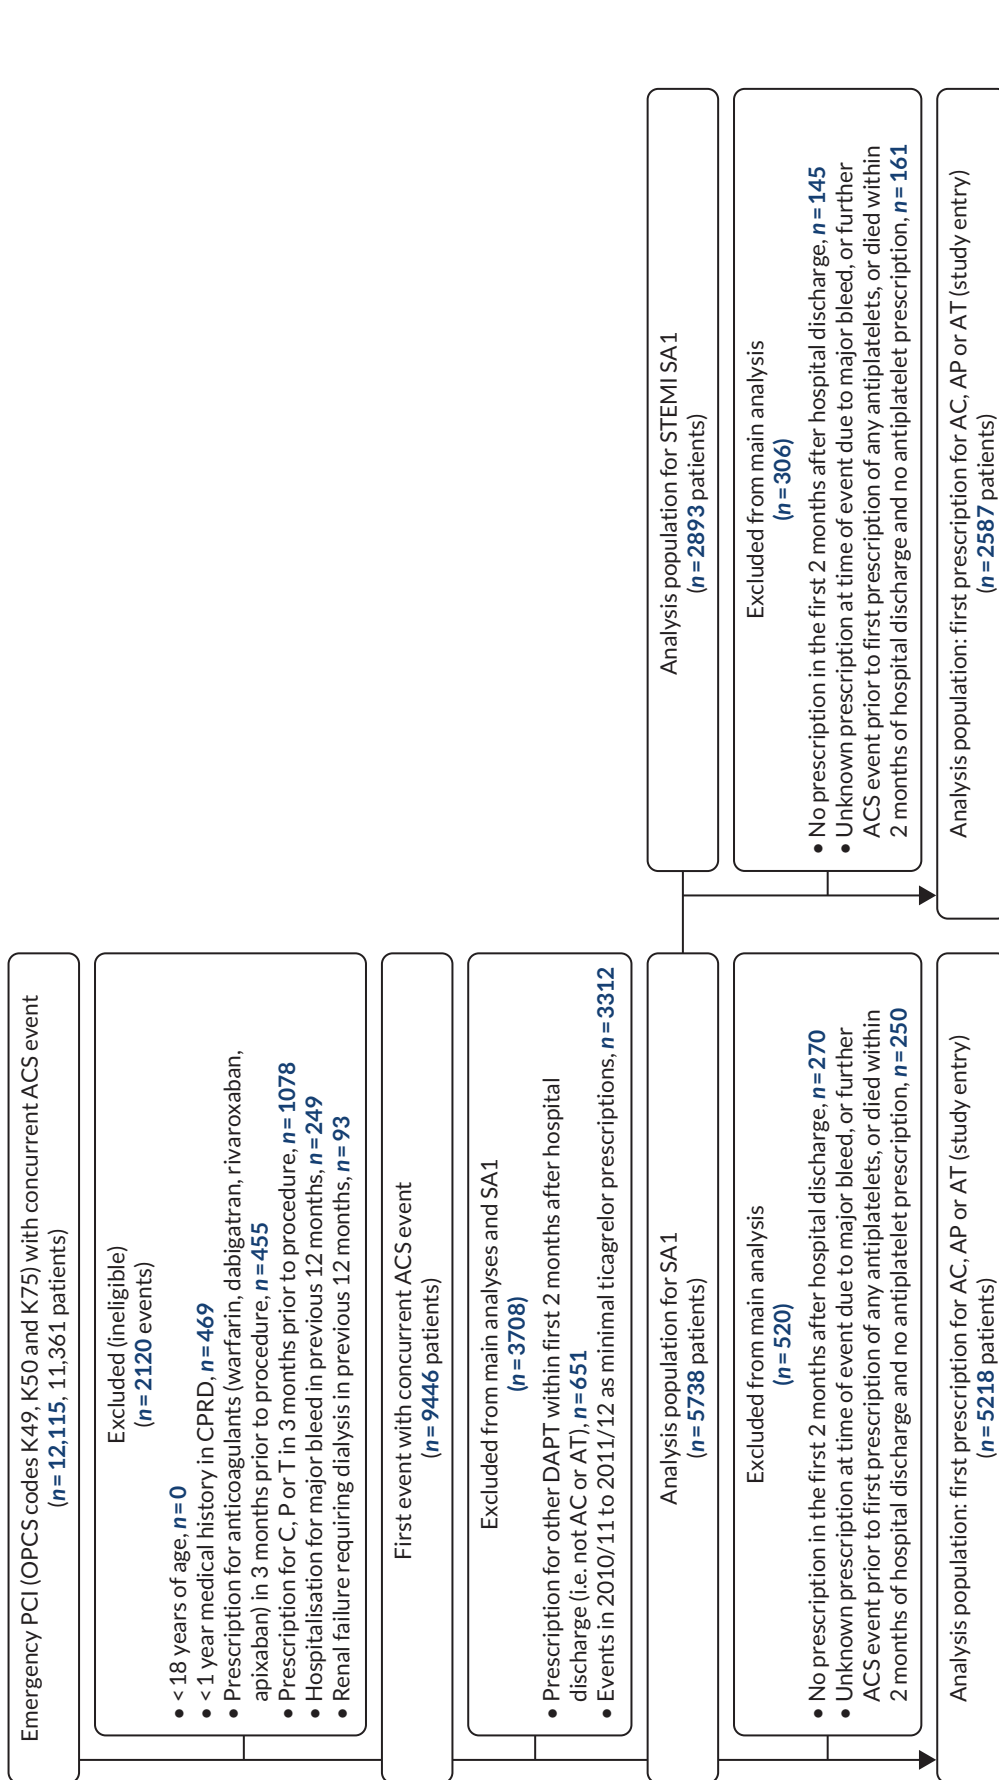 Emergency PCI (OPCS codes K49, K50 and K75) with concurrent ACS event
(n = 12,115, 11,361 patients)
Excluded (ineligible)
(n = 2120 events)
• < 18 years of age, n = 0
• < 1 year medical history in CPRD, n = 469
• Prescription for anticoagulants (warfarin, dabigatran, rivaroxaban,
apixaban) in 3 months prior to procedure, n = 455
• Prescription for C, P or T in 3 months prior to procedure, n = 1078
• Hospitalisation for major bleed in previous 12 months, n = 249
• Renal failure requiring dialysis in previous 12 months, n = 93
First event with concurrent ACS event
(n = 9446 patients)
Excluded from main analyses and SA1
(n = 3708)
• Prescription for other DAPT within first 2 months after hospital
discharge (i.e. not AC or AT), n = 651
• Events in 2010/11 to 2011/12 as minimal ticagrelor prescriptions, n = 3312
Analysis population for SA1
(n = 5738 patients)
Excluded from main analysis
(n = 520)
• No prescription in the first 2 months after hospital discharge, n = 270
• Unknown prescription at time of event due to major bleed, or further
ACS event prior to first prescription of any antiplatelets, or died within
2 months of hospital discharge and no antiplatelet prescription, n = 250
Analysis population: first prescription for AC, AP or AT (study entry)
(n = 5218 patients)
Analysis population for STEMI SA1
(n = 2893 patients)
Excluded from main analysis
(n = 306)
• No prescription in the first 2 months after hospital discharge, n = 145
• Unknown prescription at time of event due to major bleed, or further
ACS event prior to first prescription of any antiplatelets, or died within
2 months of hospital discharge and no antiplatelet prescription, n = 161
Analysis population: first prescription for AC, AP or AT (study entry)
(n = 2587 patients)